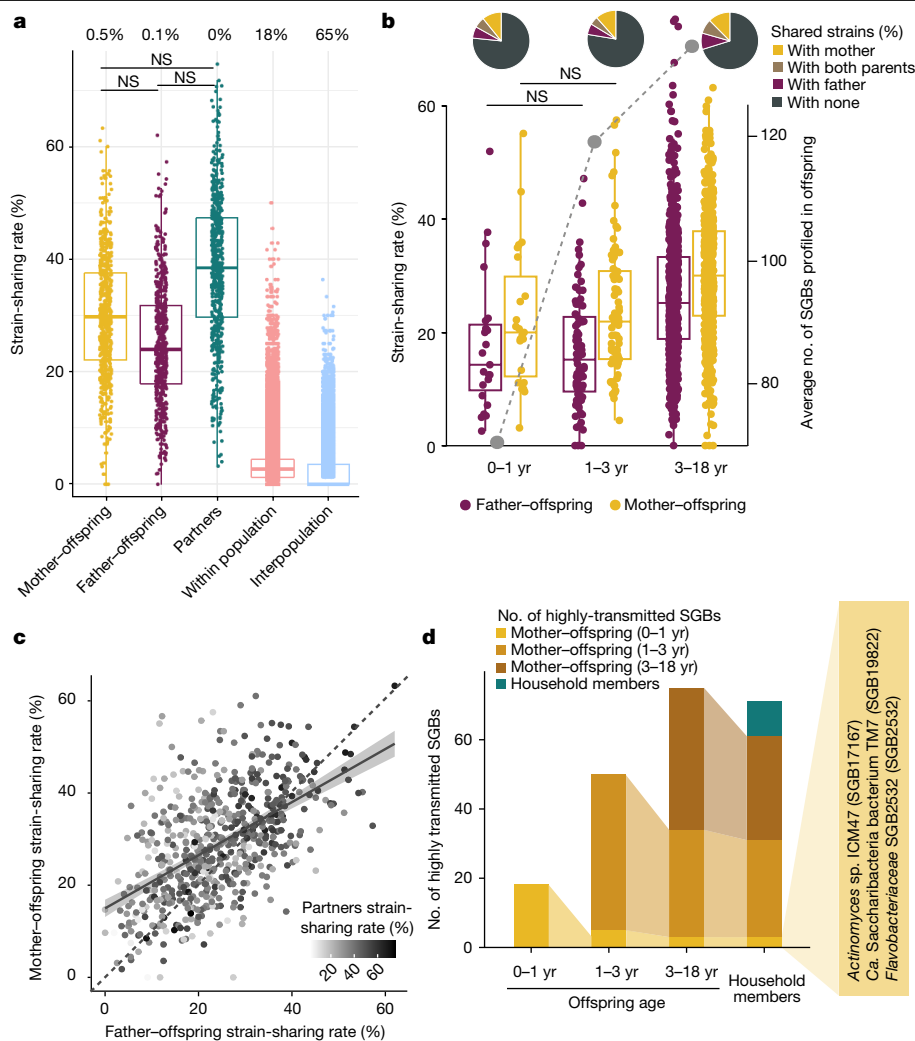 a
0.5% 0.1% 0% 18% 65%
NS
NS NS
60
40
20
0
Strain-sharing rate (%)
Mother–offspring
Father–offspring
Partners
Within population
Interpopulation
b
Shared strains (%)
With mother
With both parents
With father
With none
NS
NS
60
40
20
0
Strain-sharing rate (%)
120
100
80
Average no. of SGBs profiled in offspring
0–1 yr 1–3 yr 3–18 yr
Father–offspring Mother–offspring
c
60
40
20
0
Mother–offspring strain-sharing rate (%)
Partners strain-
sharing rate (%)
20 40 60
0 20 40 60
Father–offspring strain-sharing rate (%)
d
No. of highly-transmitted SGBs
Mother–offspring (0–1 yr)
Mother–offspring (1–3 yr)
Mother–offspring (3–18 yr)
Household members
60
40
20
0
No. of highly transmitted SGBs
0–1 yr 1–3 yr 3–18 yr
Household
members
Offspring age
Actinomyces sp. ICM47 (SGB17167)
Ca. Saccharibacteria bacterium TM7 (SGB19822)
Flavobacteriaceae SGB2532 (SGB2532)